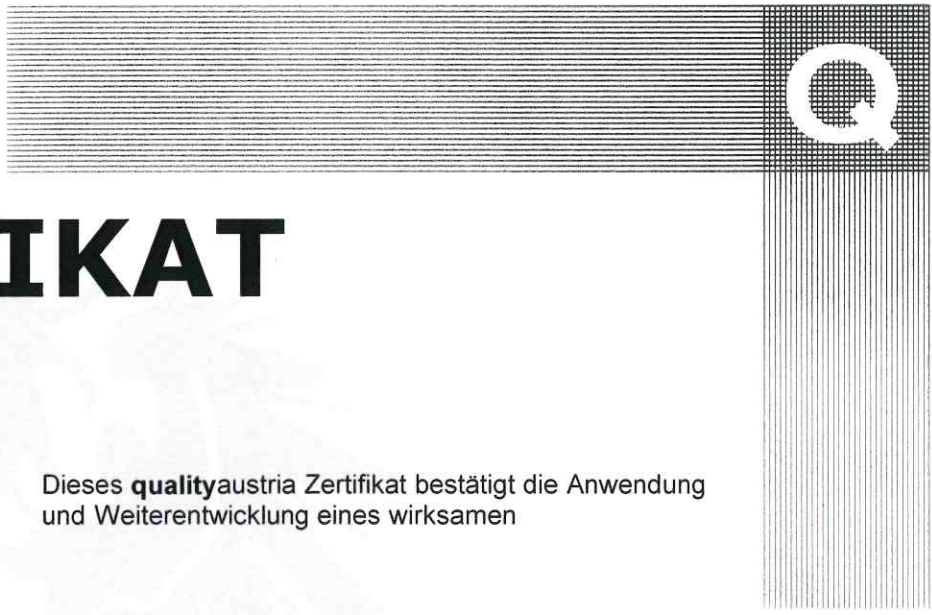 Q
IKAT
Dieses qualityaustria Zertifikat bestätigt die Anwendung
und Weiterentwicklung eines wirksamen